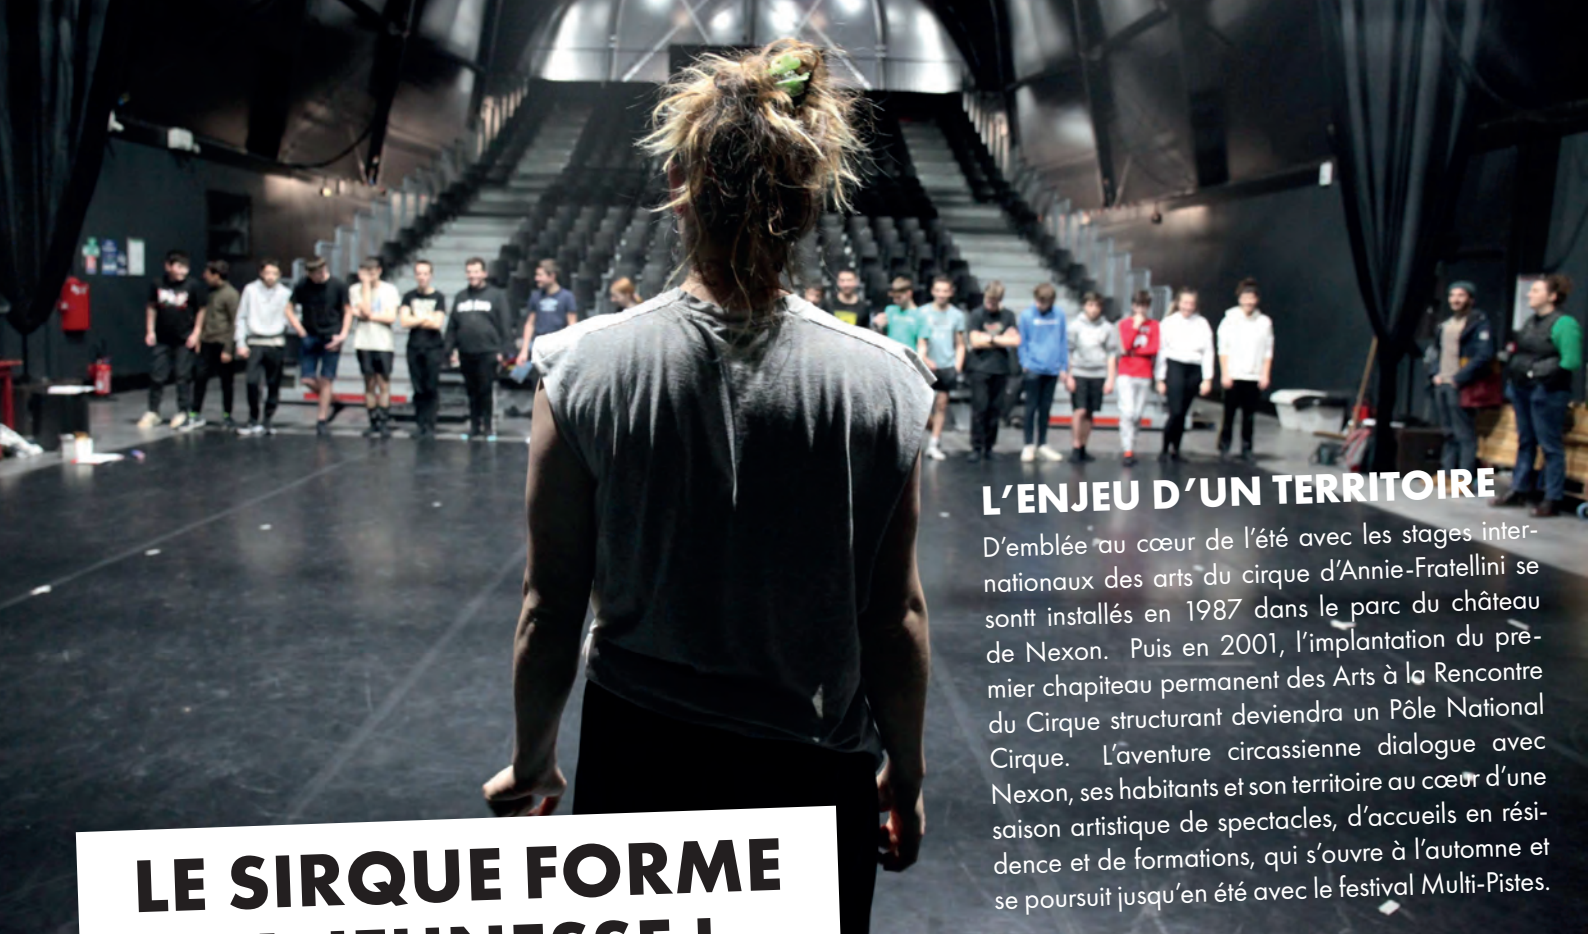 L'ENJEU D'UN TERRITOIRE
D'emblée au cœur de l'été avec les stages inter-
nationaux des arts du cirque d'Annie-Fratellini se
sontt installés en 1987 dans le parc du château
de Nexon. Puis en 2001, l'implantation du pre-
mier chapiteau permanent des Arts à la Rencontre
du Cirque structurant deviendra un Pôle National
Cirque. L'aventure circassienne dialogue avec
Nexon, ses habitants et son territoire au cœur d'une
saison artistique de spectacles, d'accueils en rési-
dence et de formations, qui s'ouvre à l'automne et
se poursuit jusqu'en été avec le festival Multi-Pistes.
LE SIRQUE FORME
JEUNESSE !